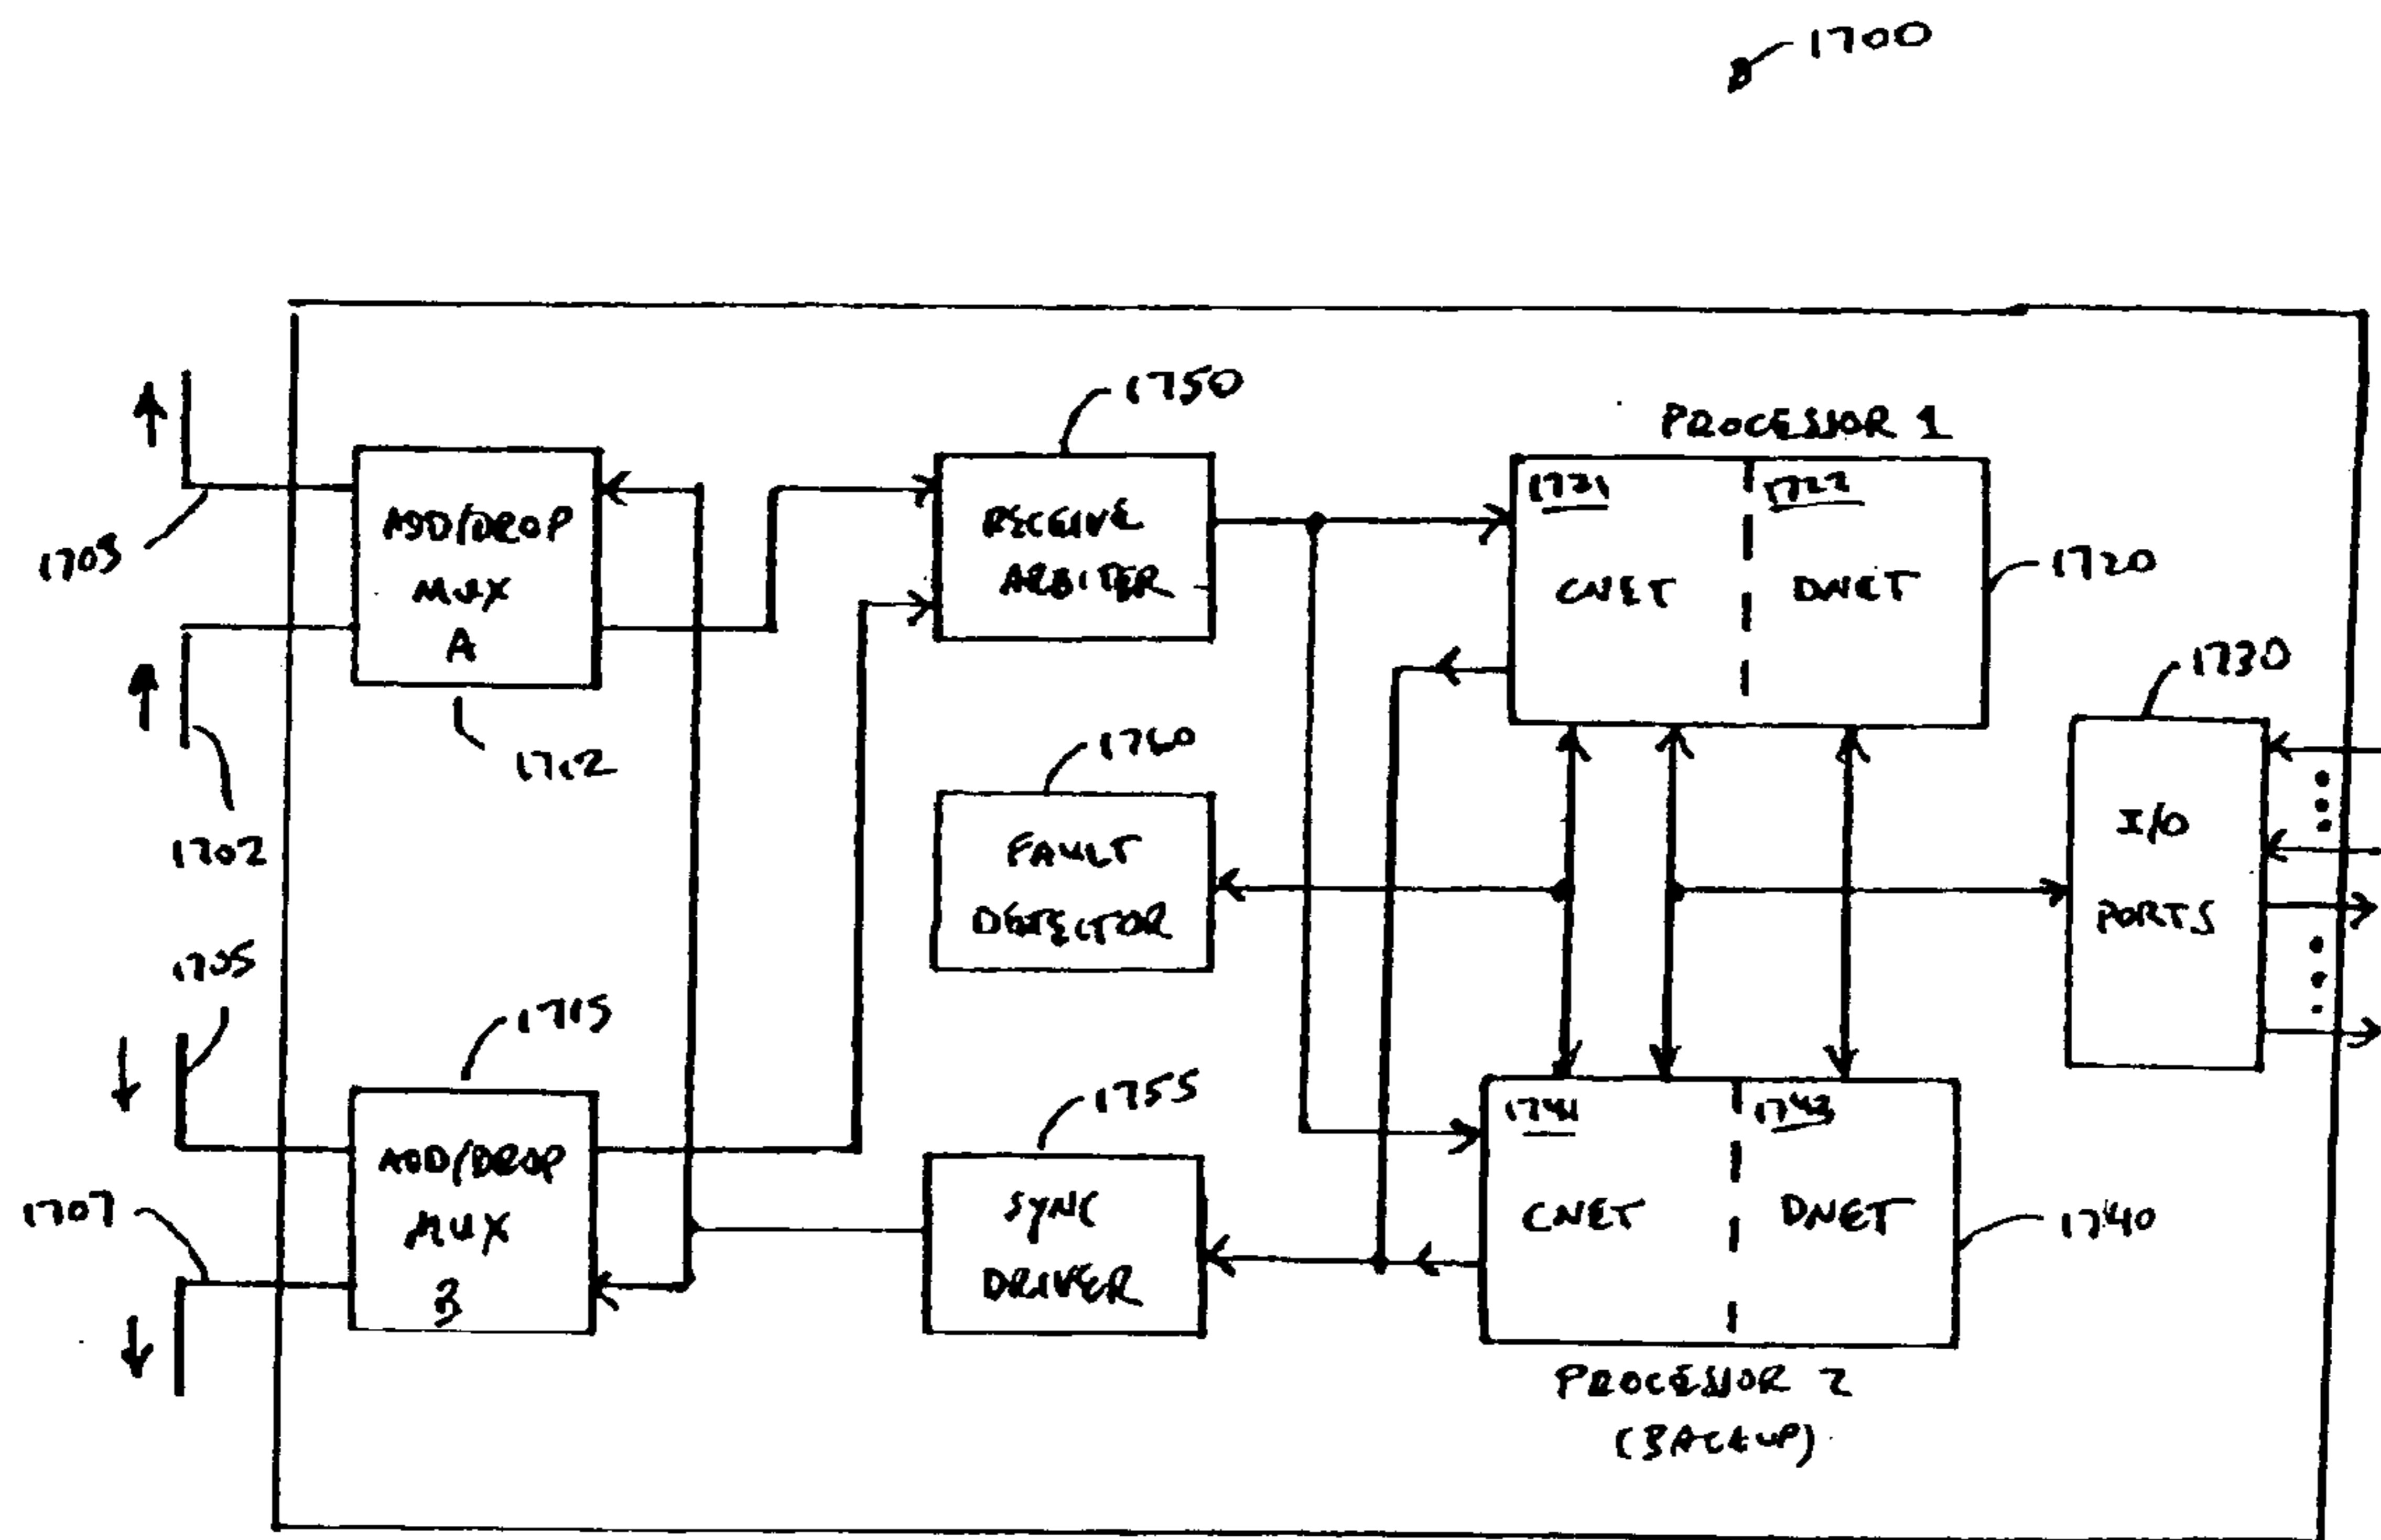 1700
1750
PROCESSOR 1
ADD/DROP
MUX
A
RECEIVE
ARBITER
1721
1722
CNET
DNET
1720
1703
1702
1712
1760
1730
FAULT
DETECTOR
I/O
PORTS
1705
1715
1755
1741
ADD/DROP
MUX
B
SYNC
DRIVER
CNET
DNET
1740
1707
PROCESSOR 2
(BACKUP)